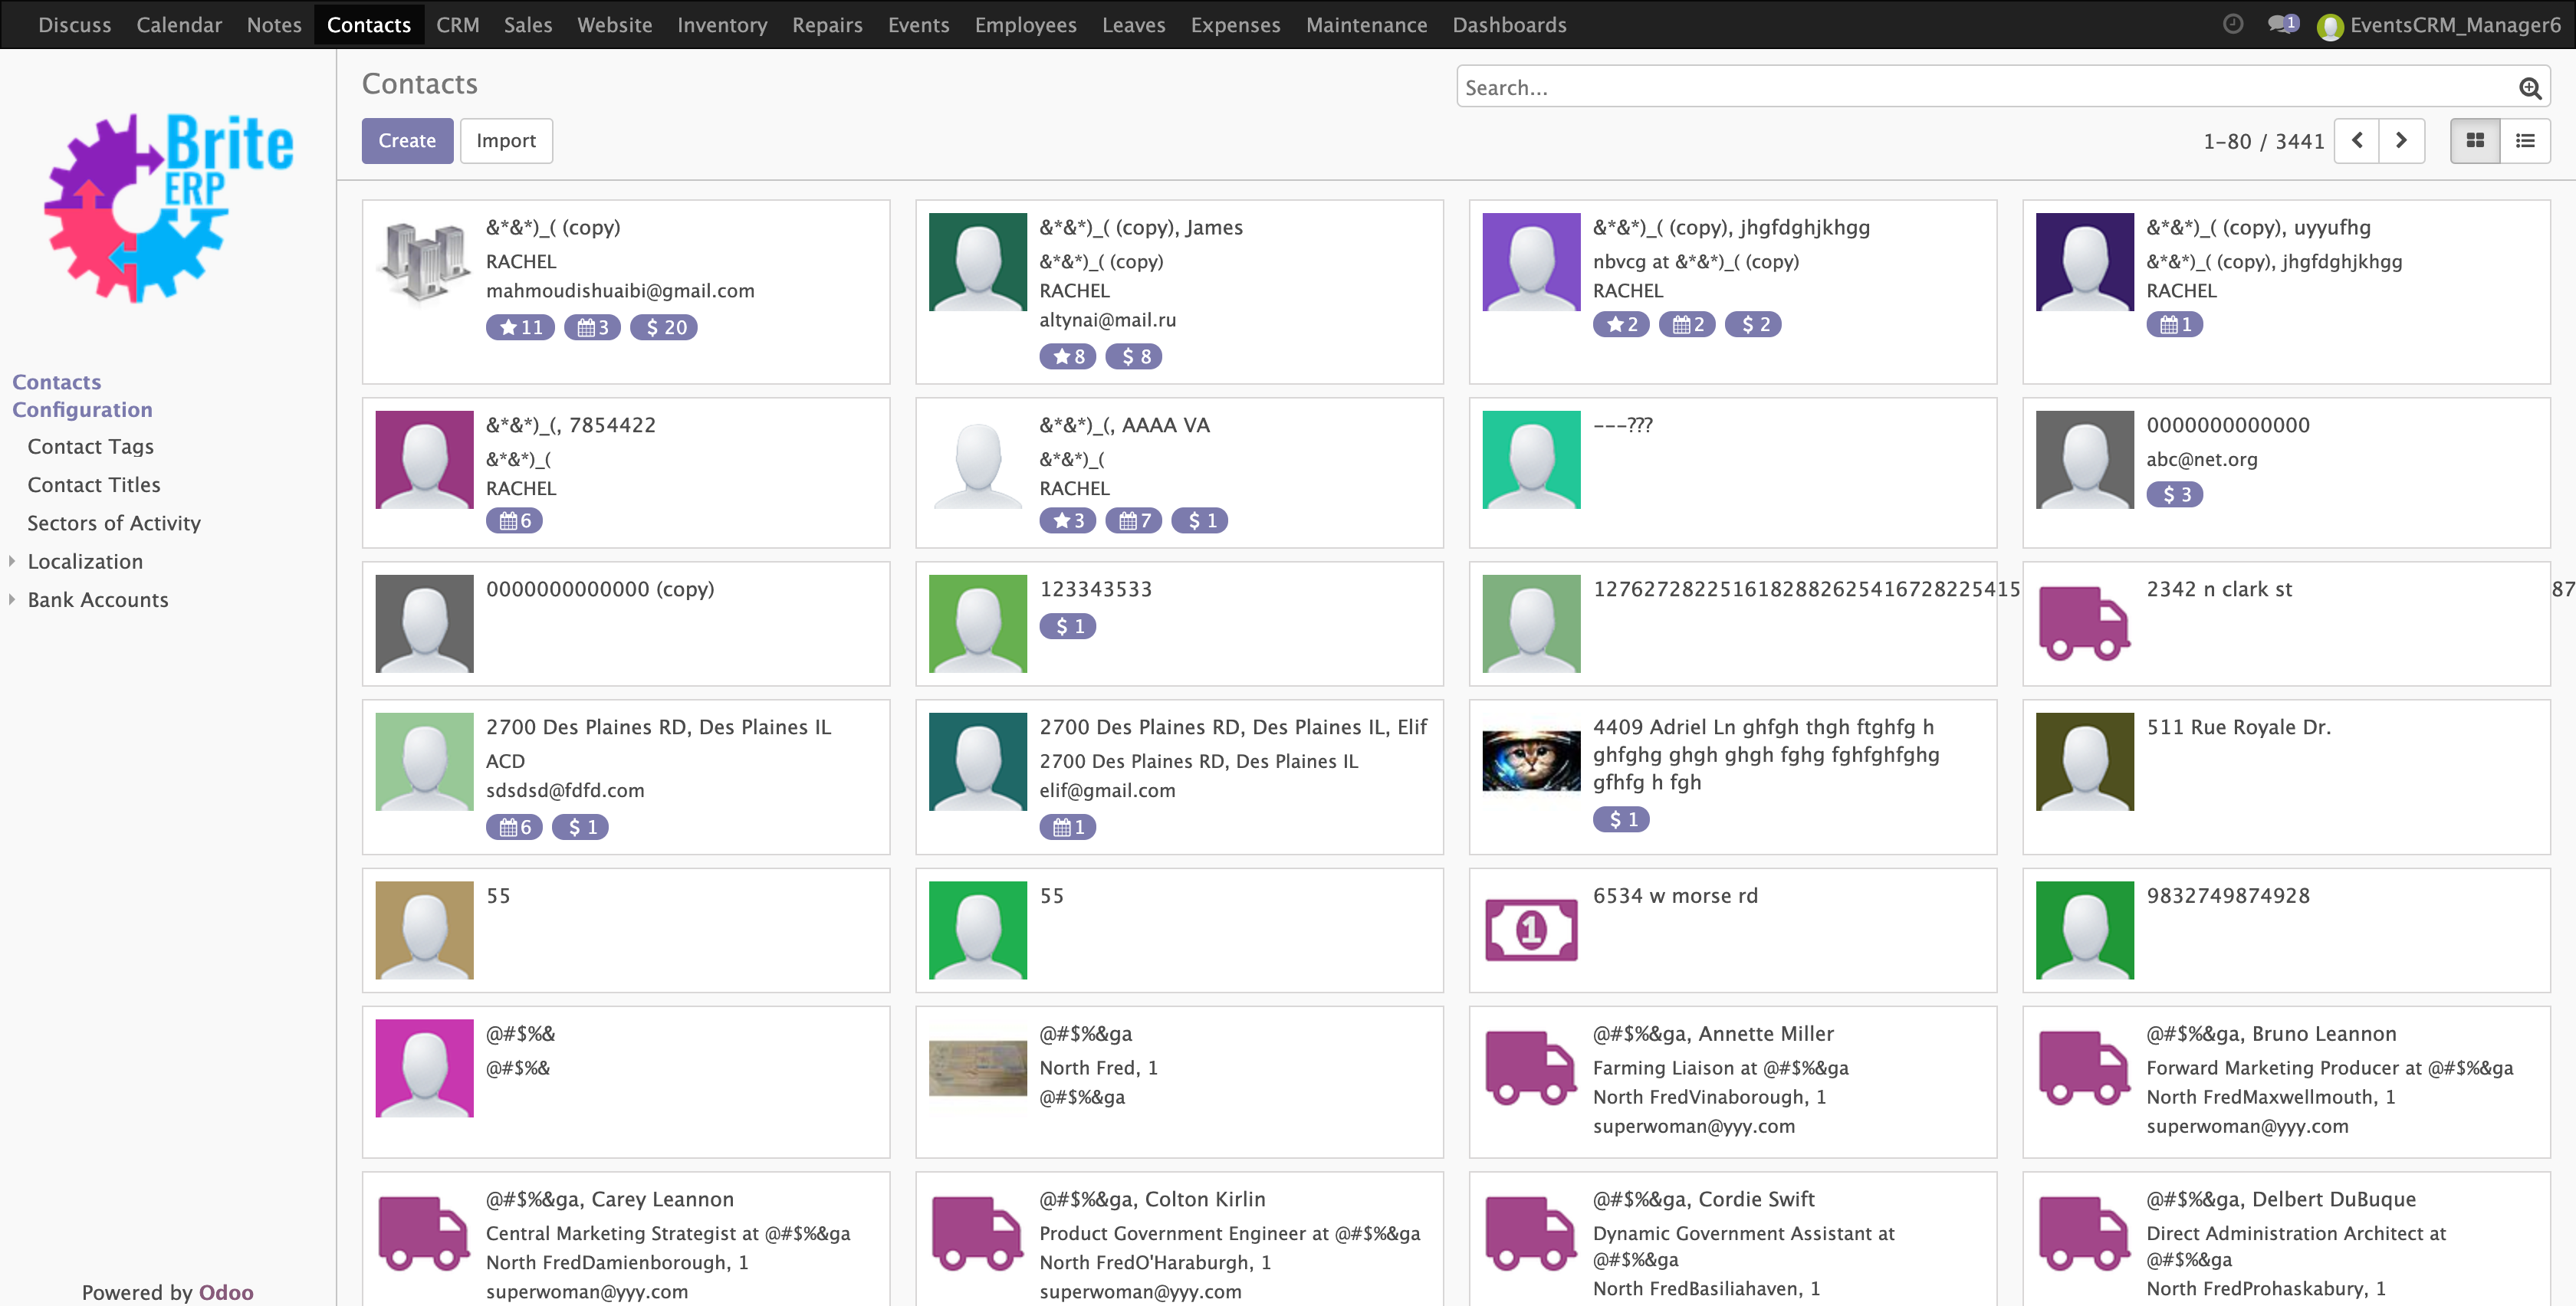 Discuss Calendar Notes Contacts CRM Sales Website Inventory Repairs Events Employees Leaves Expenses Maintenance Dashboards 1 EventsCRM_Manager6
Brite
ERP
Contacts
Configuration
Contact Tags
Contact Titles
Sectors of Activity
Localization
Bank Accounts
Powered by Odoo
Contacts
Search...
Create Import
1-80 / 3441
&*&*)_( (copy)
RACHEL
mahmoudishuaibi@gmail.com
11 3 $ 20
&*&*)_( (copy), James
&*&*)_( (copy)
RACHEL
altynai@mail.ru
8 $ 8
&*&*)_( (copy), jhgfdghjkhgg
nbvcg at &*&*)_( (copy)
RACHEL
2 2 $ 2
&*&*)_( (copy), uyyufhg
&*&*)_( (copy), jhgfdghjkhgg
RACHEL
1
&*&*)_(, 7854422
&*&*)_(
RACHEL
6
&*&*)_(, AAAA VA
&*&*)_(
RACHEL
3 7 $ 1
---???
0000000000000
abc@net.org
$ 3
0000000000000 (copy)
123343533
$ 1
1276272822516182882625416728225415
2342 n clark st
87
2700 Des Plaines RD, Des Plaines IL
ACD
sdsdsd@fdfd.com
6 $ 1
2700 Des Plaines RD, Des Plaines IL, Elif
2700 Des Plaines RD, Des Plaines IL
elif@gmail.com
1
4409 Adriel Ln ghfgh thgh ftghfg h
ghfghg ghgh ghgh fghg fghfghfghg
gfhfg h fgh
$ 1
511 Rue Royale Dr.
55
55
1
6534 w morse rd
9832749874928
@#$%&
@#$%&
@#$%&ga
North Fred, 1
@#$%&ga
@#$%&ga, Annette Miller
Farming Liaison at @#$%&ga
North FredVinaborough, 1
superwoman@yyy.com
@#$%&ga, Bruno Leannon
Forward Marketing Producer at @#$%&ga
North FredMaxwellmouth, 1
superwoman@yyy.com
@#$%&ga, Carey Leannon
Central Marketing Strategist at @#$%&ga
North FredDamienborough, 1
superwoman@yyy.com
@#$%&ga, Colton Kirlin
Product Government Engineer at @#$%&ga
North FredO'Haraburgh, 1
superwoman@yyy.com
@#$%&ga, Cordie Swift
Dynamic Government Assistant at
@#$%&ga
North FredBasiliahaven, 1
@#$%&ga, Delbert DuBuque
Direct Administration Architect at
@#$%&ga
North FredProhaskabury, 1